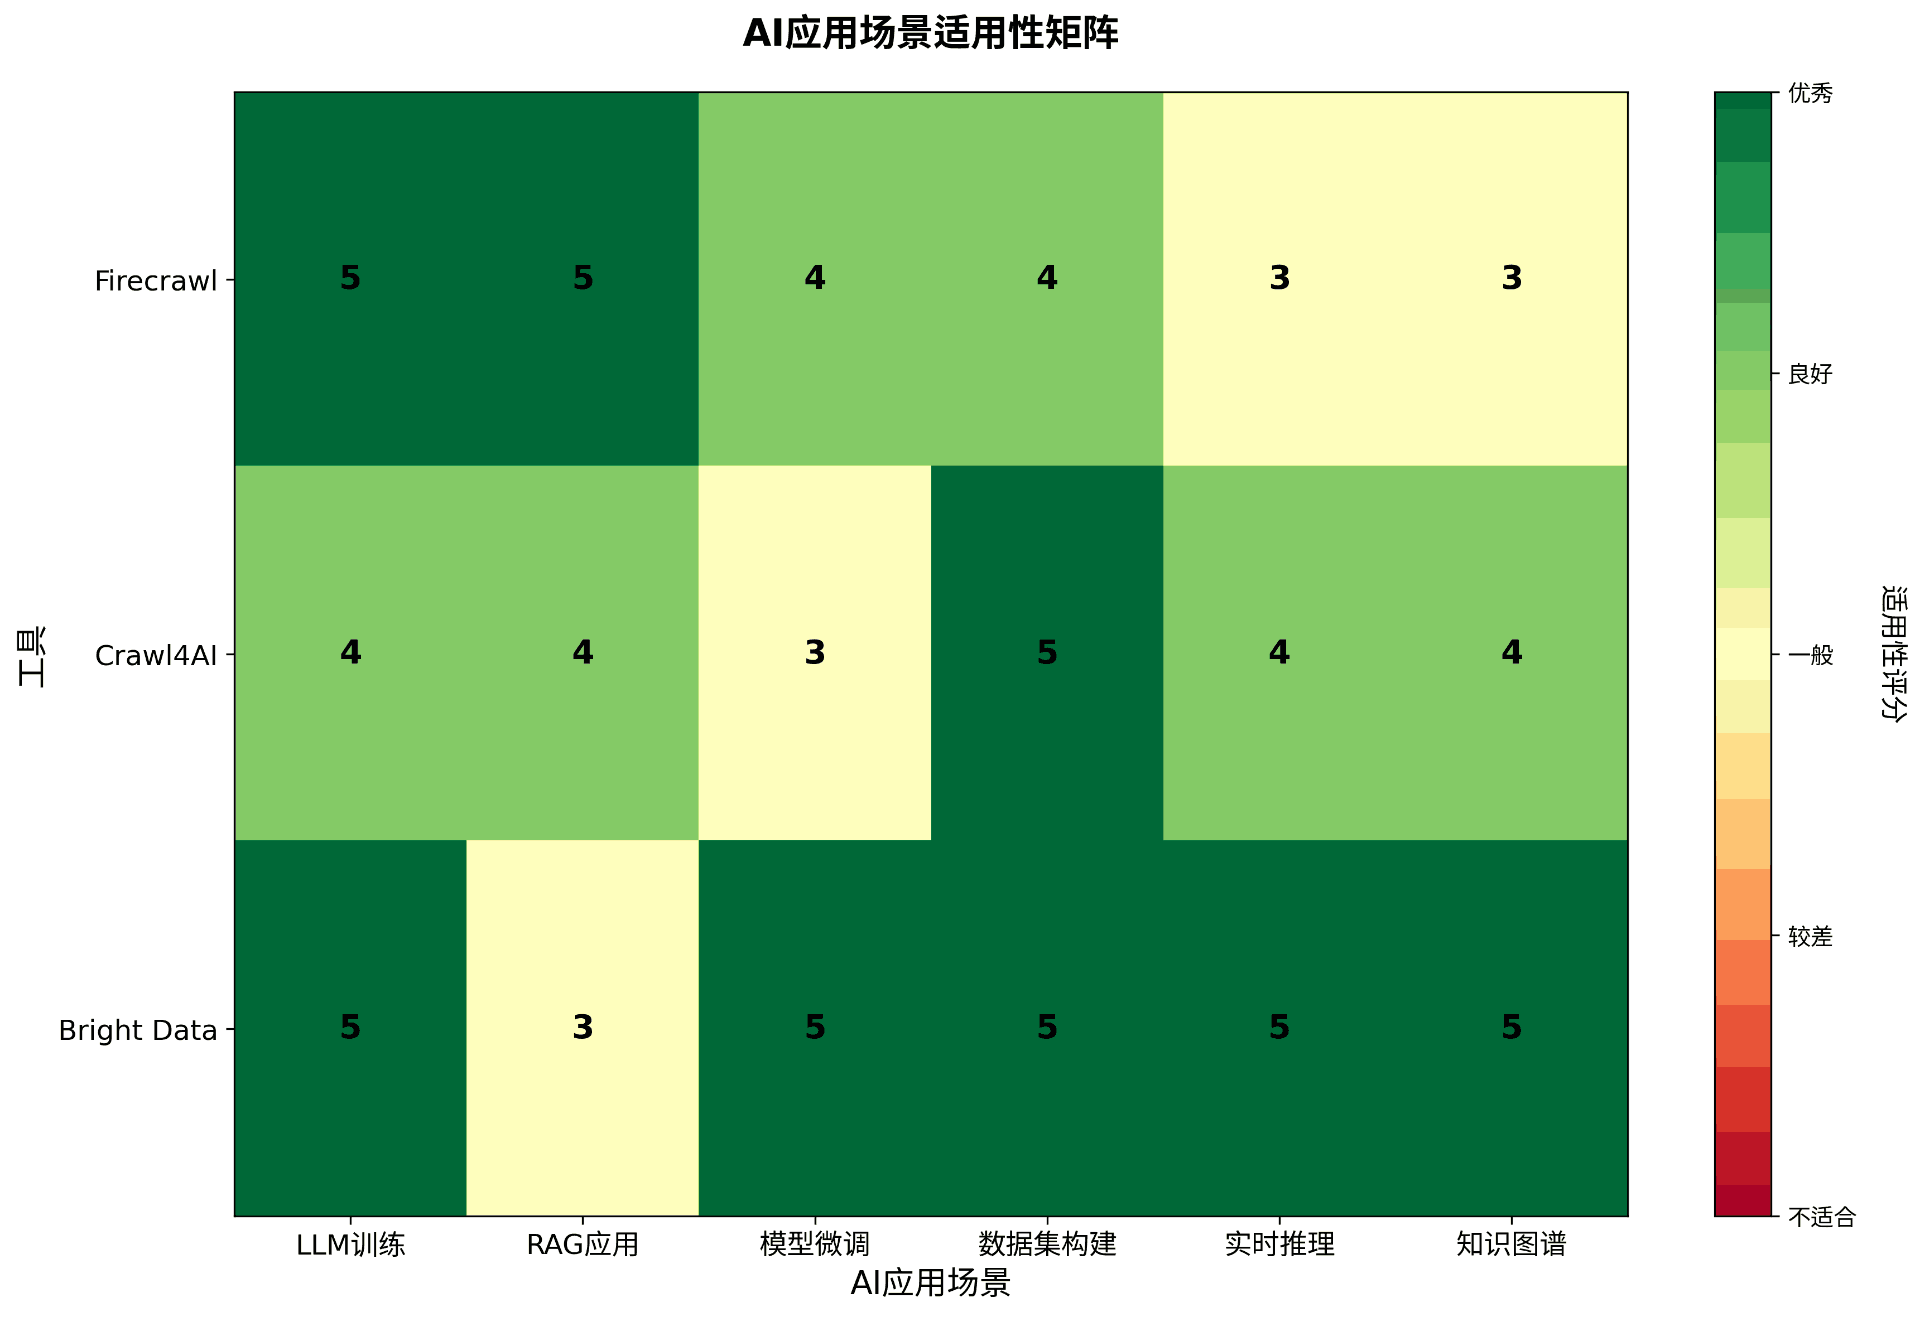 AI应用场景适用性矩阵
工具
Firecrawl 5 5 4 4 3 3
Crawl4AI 4 4 3 5 4 4
Bright Data 5 3 5 5 5 5
LLM训练 RAG应用 模型微调 数据集构建 实时推理 知识图谱
AI应用场景
优秀
良好
一般
较差
不适合
适用性评分